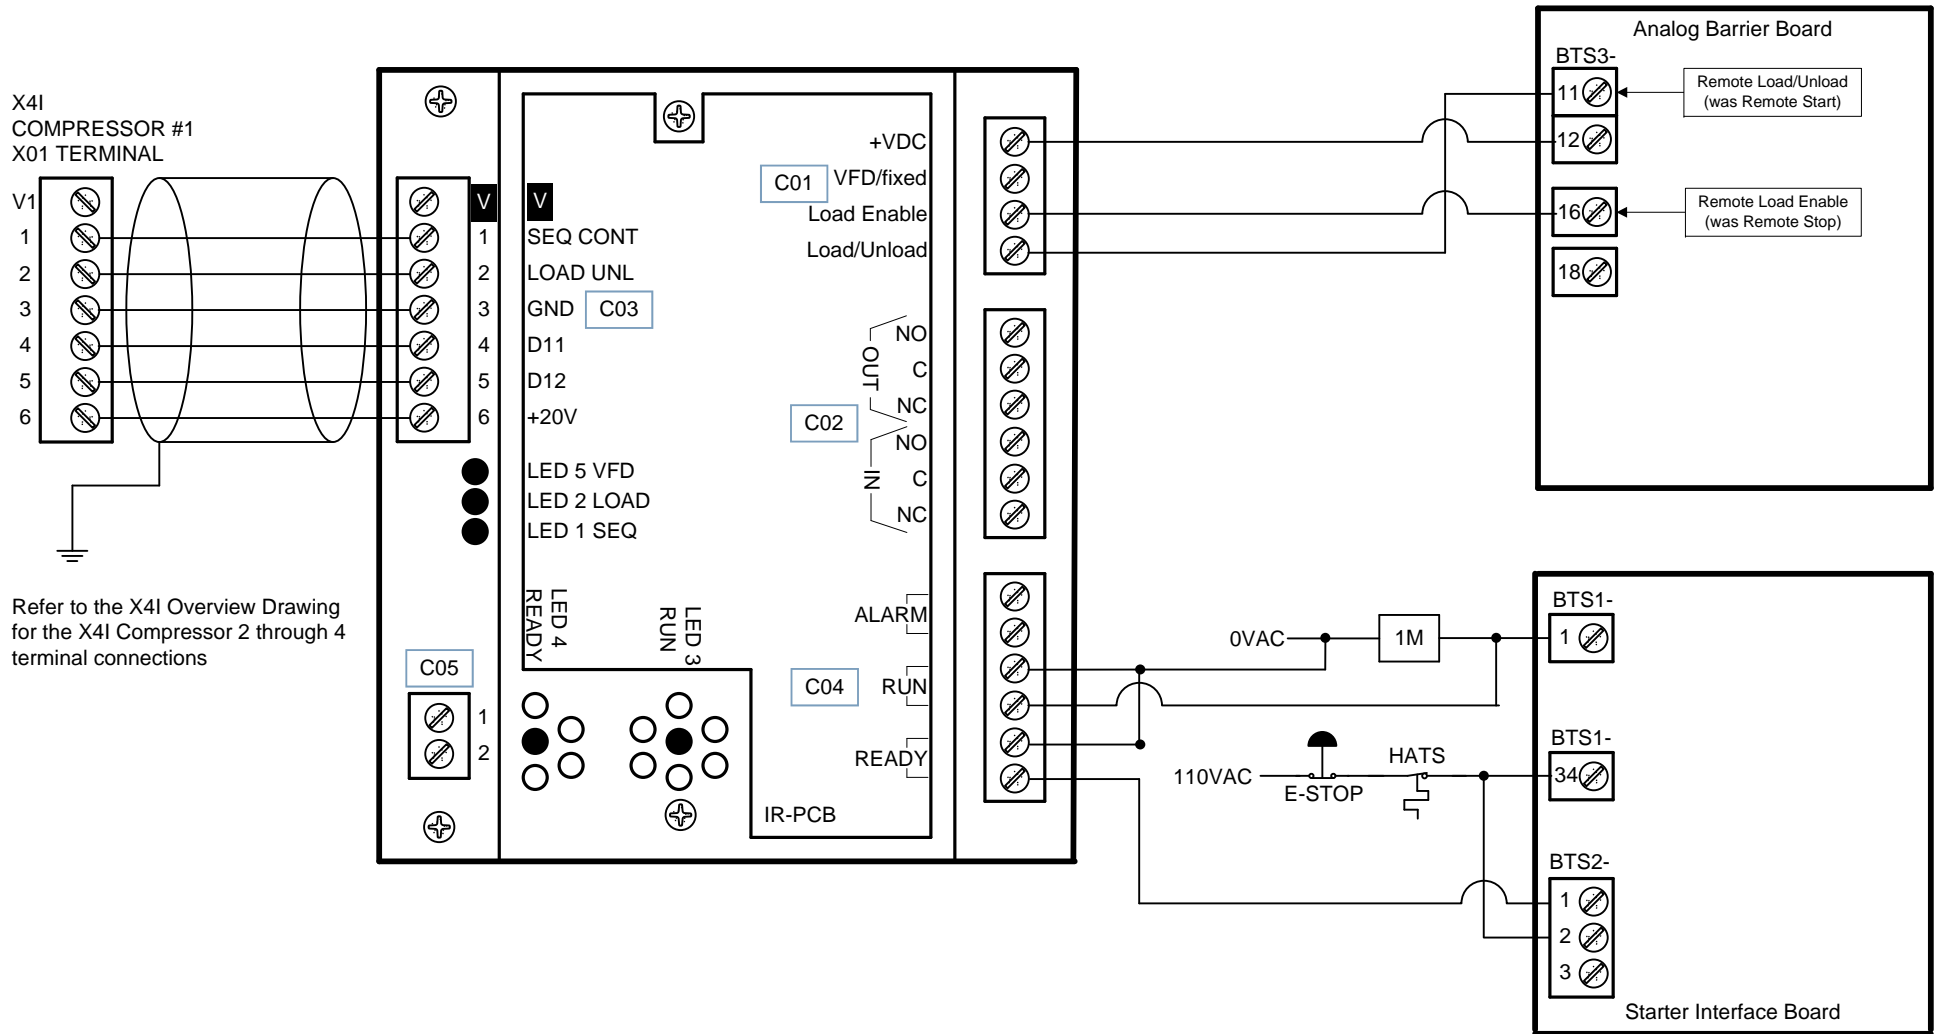 X4I
COMPRESSOR #1
X01 TERMINAL
V1
1
2
3
4
5
6
Refer to the X4I Overview Drawing
for the X4I Compressor 2 through 4
terminal connections
V
1
2
3
4
5
6
V
SEQ CONT
LOAD UNL
GND
C03
D11
D12
+20V
LED 5 VFD
LED 2 LOAD
LED 1 SEQ
LED 4
READY
LED 3
RUN
C05
1
2
+VDC
C01
VFD/fixed
Load Enable
Load/Unload
OUT
NO
C
NC
C02
IN
NO
C
NC
ALARM
C04
RUN
READY
IR-PCB
Analog Barrier Board
BTS3-
11
Remote Load/Unload
(was Remote Start)
12
16
Remote Load Enable
(was Remote Stop)
18
0VAC
1M
BTS1-
1
110VAC
E-STOP
HATS
BTS1-
34
BTS2-
1
2
3
Starter Interface Board